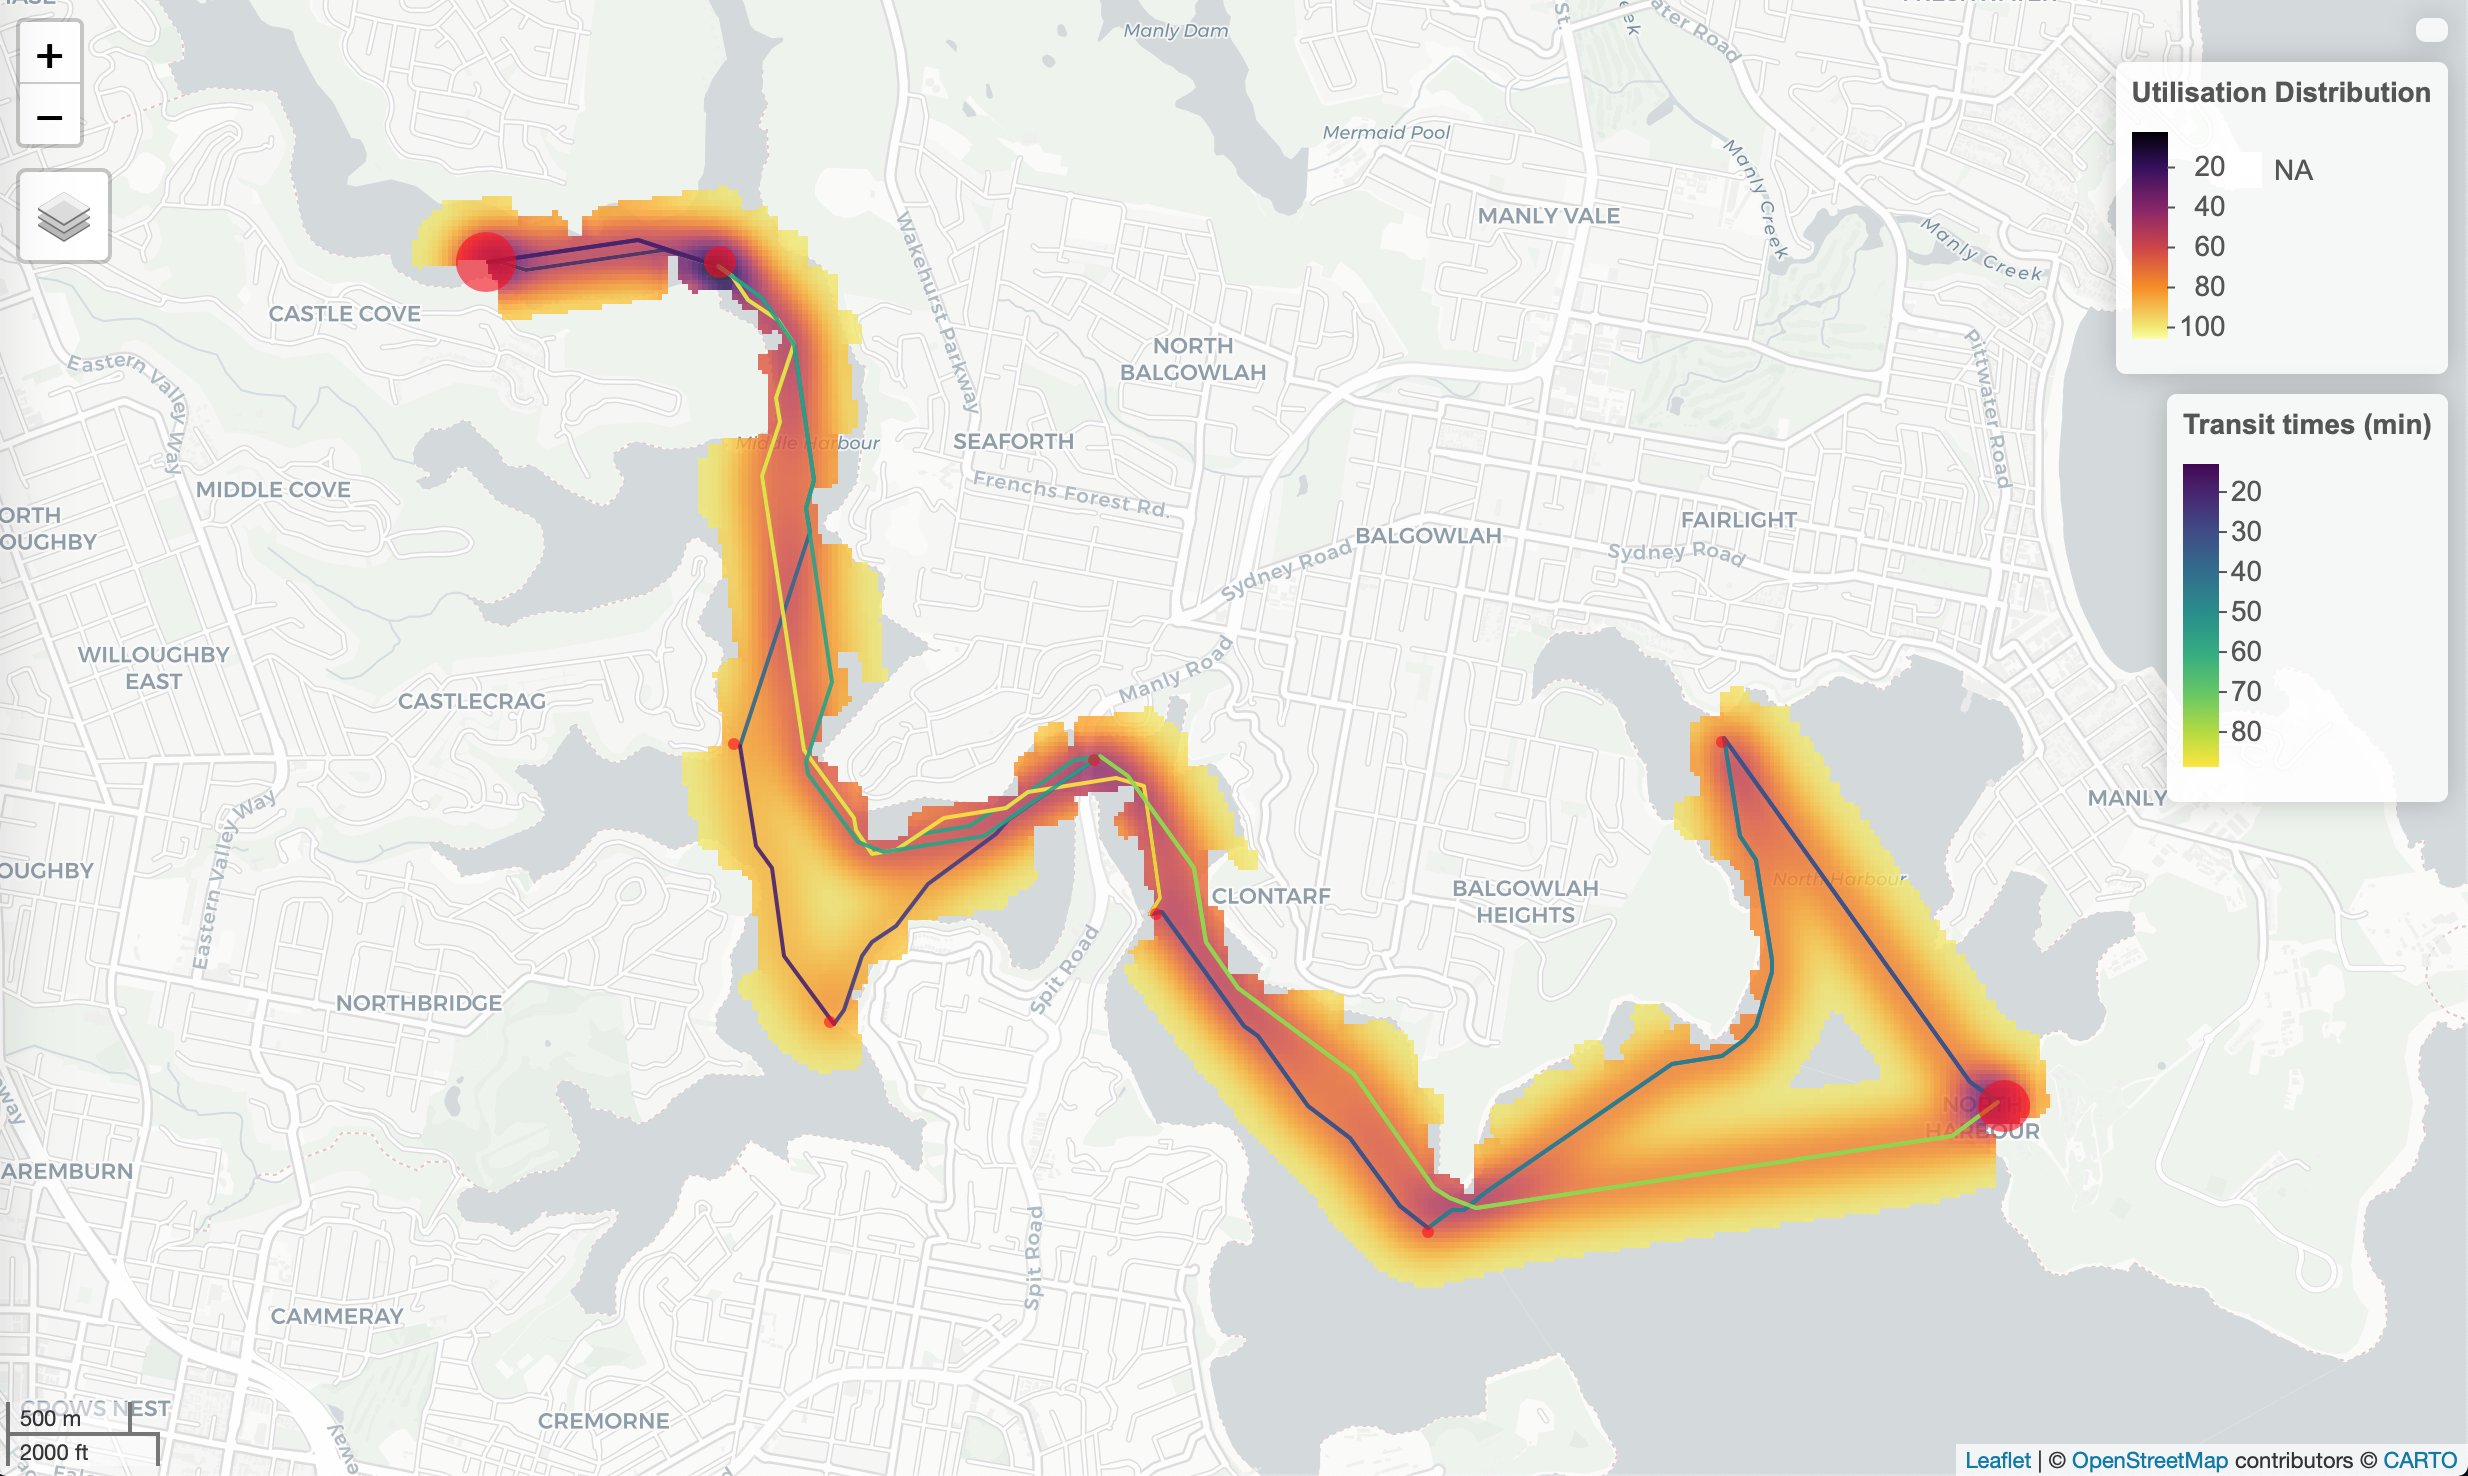 +
−
Manly Dam
Mermaid Pool
MANLY VALE
Manly Creek
Manly Creek
Wakehurst Parkway
CASTLE COVE
Eastern Valley Way
NORTH
BALGOWLAH
SEAFORTH
Middle Harbour
Frenchs Forest Rd.
MIDDLE COVE
ORTH
OUGHBY
BALGOWLAH
FAIRLIGHT
Sydney Road
Sydney Road
Pittwater Road
WILLOUGHBY
EAST
CASTLECRAG
Manly Road
MANLY
Eastern Valley Way
OUGHBY
CLONTARF
BALGOWLAH
HEIGHTS
North Harbour
NORTHBRIDGE
Spit Road
NORTH
HARBOUR
AREMBURN
Spit Road
CAMMERAY
CROWS NEST
CREMORNE
500 m
2000 ft
Utilisation Distribution
20
40
60
80
100
NA
Transit times (min)
20
30
40
50
60
70
80
Leaflet | © OpenStreetMap contributors © CARTO